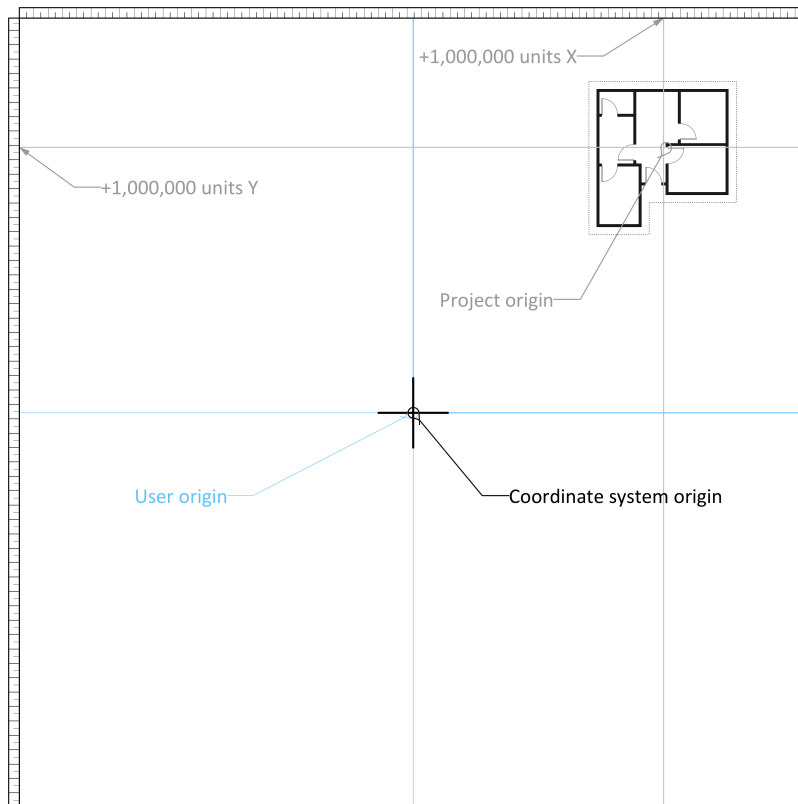 +1,000,000 units X
+1,000,000 units Y
Project origin
User origin
Coordinate system origin